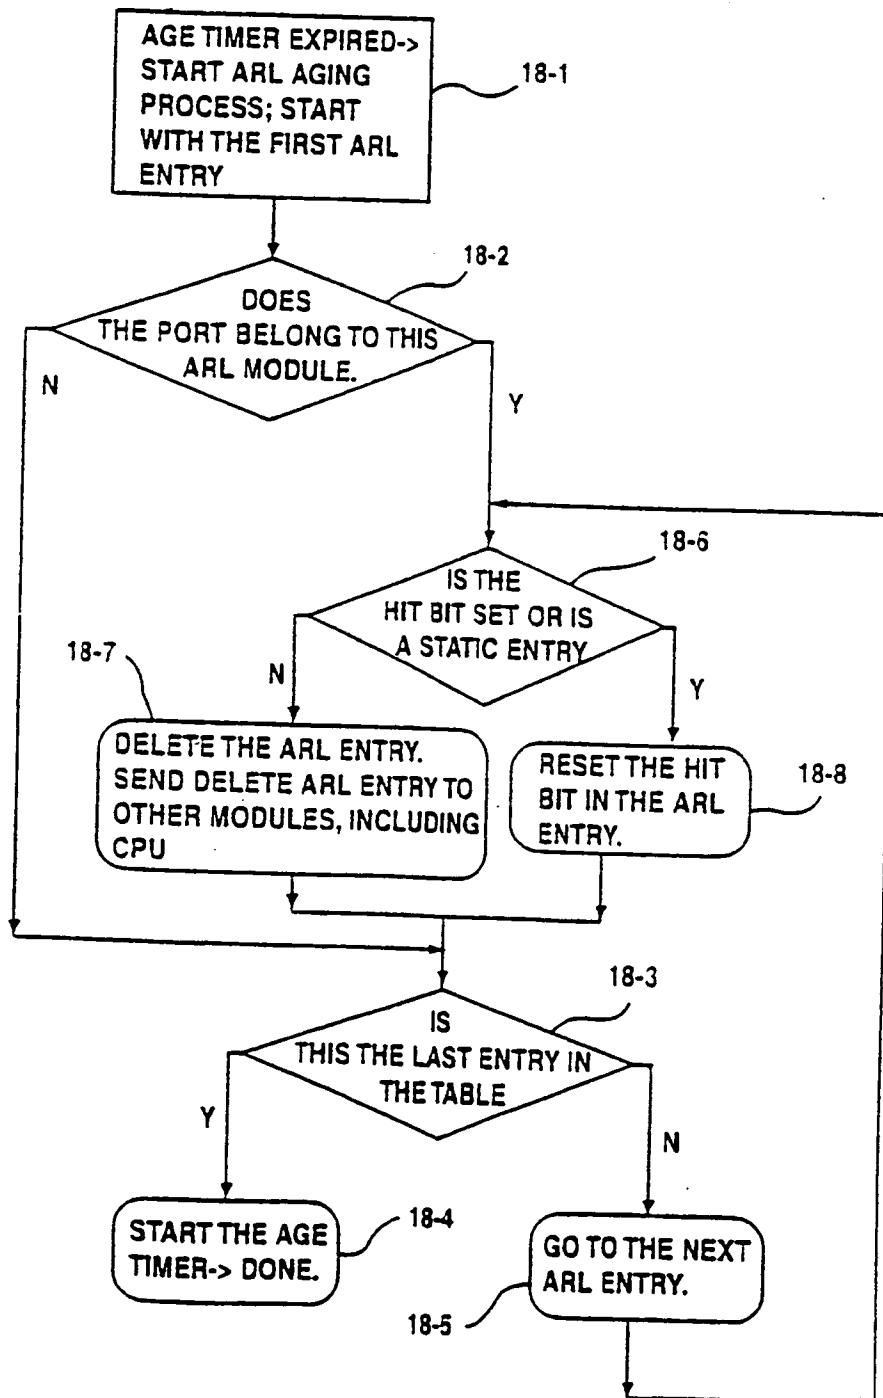 AGE TIMER EXPIRED->
START ARL AGING
PROCESS; START
WITH THE FIRST ARL
ENTRY
18-1
18-2
DOES
THE PORT BELONG TO THIS
ARL MODULE.
N
Y
18-6
IS THE
HIT BIT SET OR IS
A STATIC ENTRY
18-7
N
Y
DELETE THE ARL ENTRY.
SEND DELETE ARL ENTRY TO
OTHER MODULES, INCLUDING
CPU
RESET THE HIT
BIT IN THE ARL
ENTRY.
18-8
18-3
IS
THIS THE LAST ENTRY IN
THE TABLE
Y
N
START THE AGE
TIMER-> DONE.
18-4
GO TO THE NEXT
ARL ENTRY.
18-5